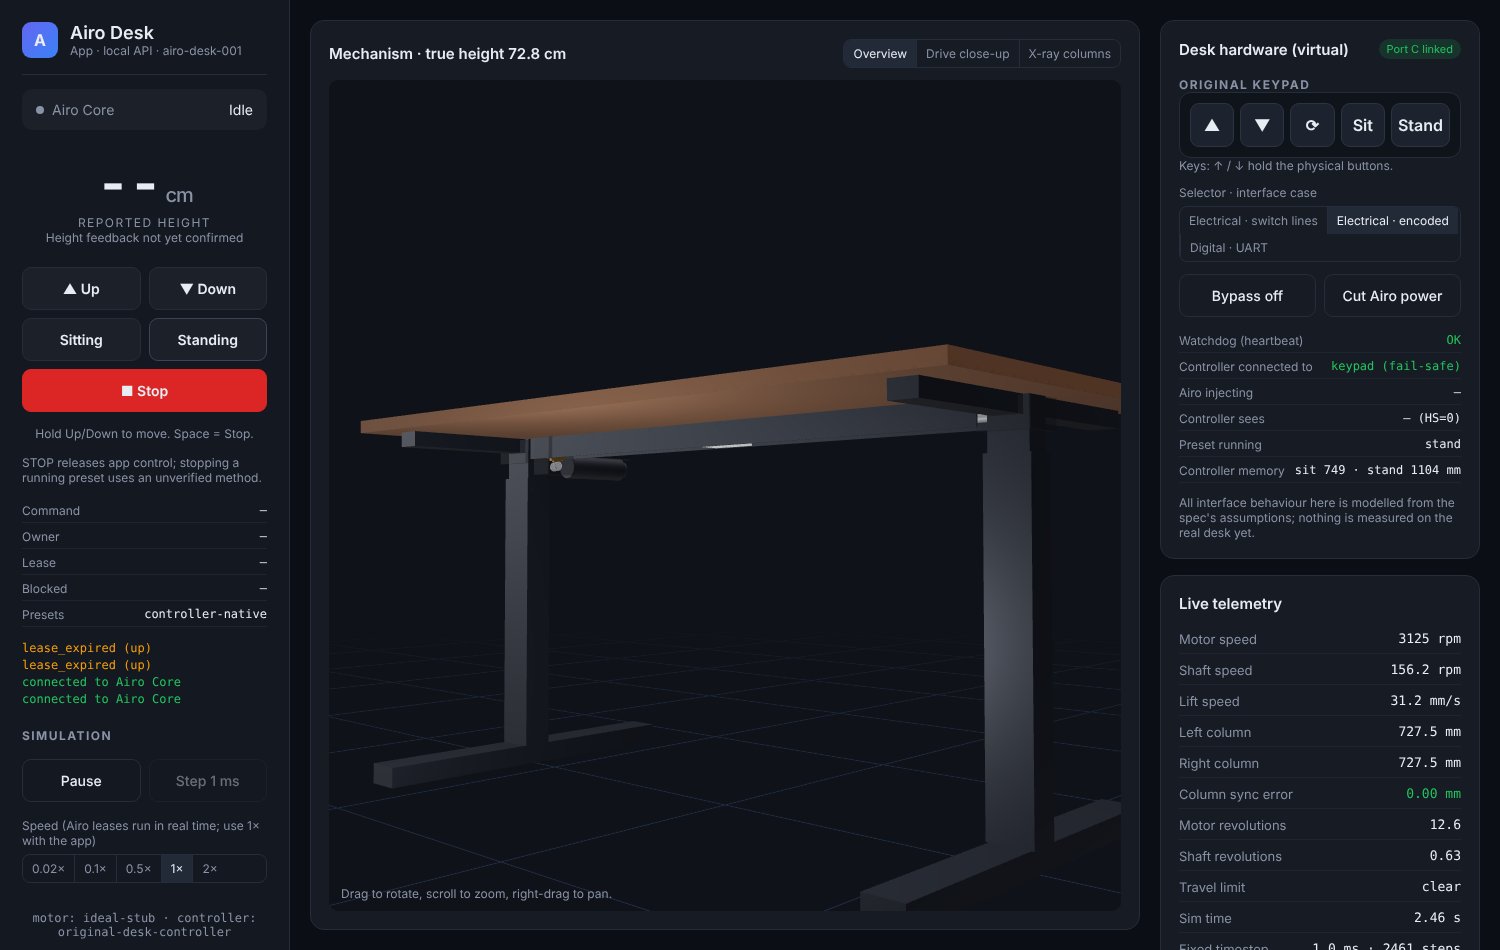 A
Airo Desk
App · local API · airo-desk-001
Airo Core
Idle
-- cm
REPORTED HEIGHT
Height feedback not yet confirmed
▲ Up
▼ Down
Sitting
Standing
■ Stop
Hold Up/Down to move. Space = Stop.
STOP releases app control; stopping a
running preset uses an unverified method.
Command –
Owner –
Lease –
Blocked –
Presets controller-native
lease_expired (up)
lease_expired (up)
connected to Airo Core
connected to Airo Core
SIMULATION
Pause
Step 1 ms
Speed (Airo leases run in real time; use 1×
with the app)
0.02× 0.1× 0.5× 1× 2×
motor: ideal-stub · controller:
original-desk-controller
Mechanism · true height 72.8 cm
Overview
Drive close-up
X-ray columns
Drag to rotate, scroll to zoom, right-drag to pan.
Desk hardware (virtual)
Port C linked
ORIGINAL KEYPAD
▲ ▼ ⟳ Sit Stand
Keys: ↑ / ↓ hold the physical buttons.
Selector · interface case
Electrical · switch lines
Electrical · encoded
Digital · UART
Bypass off
Cut Airo power
Watchdog (heartbeat) OK
Controller connected to keypad (fail-safe)
Airo injecting –
Controller sees – (HS=0)
Preset running stand
Controller memory sit 749 · stand 1104 mm
All interface behaviour here is modelled from the
spec's assumptions; nothing is measured on the
real desk yet.
Live telemetry
Motor speed 3125 rpm
Shaft speed 156.2 rpm
Lift speed 31.2 mm/s
Left column 727.5 mm
Right column 727.5 mm
Column sync error 0.00 mm
Motor revolutions 12.6
Shaft revolutions 0.63
Travel limit clear
Sim time 2.46 s
Fixed timestep 1.0 ms · 2461 steps